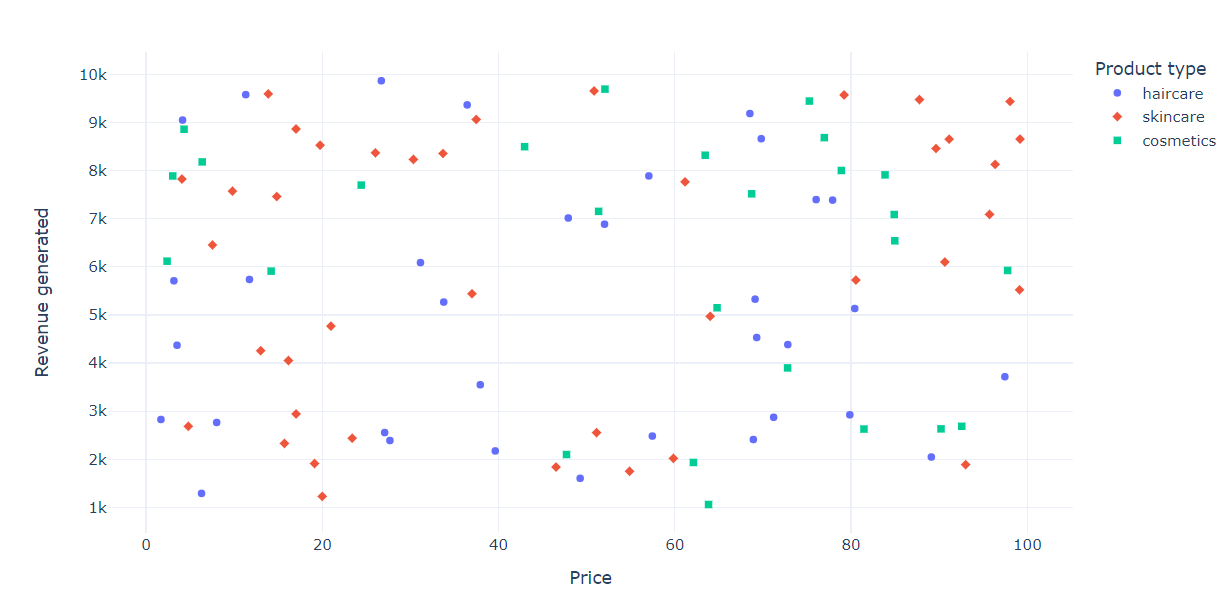 Product type
haircare
skincare
cosmetics
Revenue generated
10k
9k
8k
7k
6k
5k
4k
3k
2k
1k
0
20
40
60
80
100
Price